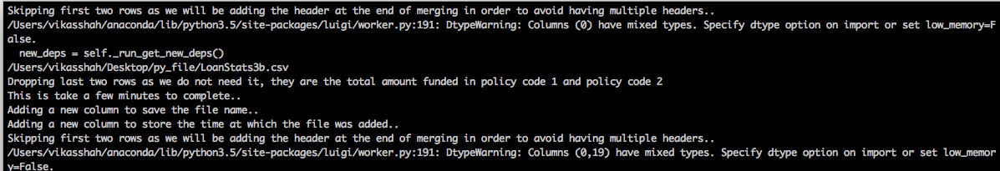 Skipping first two rows as we will be adding the header at the end of merging in order to avoid having multiple headers..
/Users/vikasshah/anaconda/lib/python3.5/site-packages/luigi/worker.py:191: DtypeWarning: Columns (0) have mixed types. Specify dtype option on import or set low_memory=F
alse.
  new_deps = self._run_get_new_deps()
/Users/vikasshah/Desktop/py_file/LoanStats3b.csv
Dropping last two rows as we do not need it, they are the total amount funded in policy code 1 and policy code 2
This is take a few minutes to complete..
Adding a new column to save the file name..
Adding a new column to store the time at which the file was added..
Skipping first two rows as we will be adding the header at the end of merging in order to avoid having multiple headers..
/Users/vikasshah/anaconda/lib/python3.5/site-packages/luigi/worker.py:191: DtypeWarning: Columns (0,19) have mixed types. Specify dtype option on import or set low_memor
y=False.